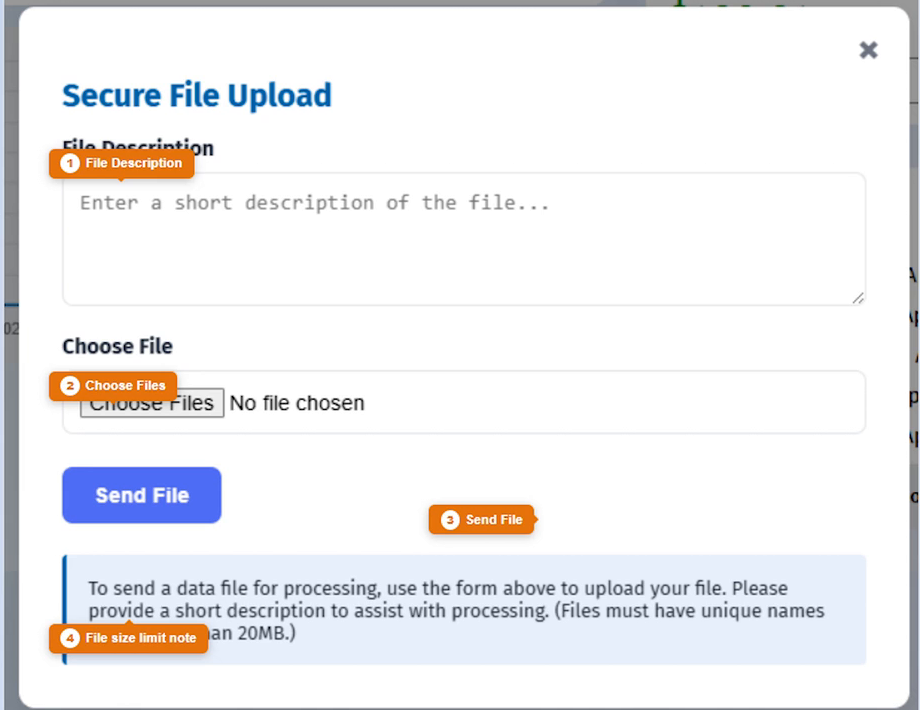 ✖
Secure File Upload
File Description
1 File Description
Enter a short description of the file...
Choose File
2 Choose Files
Choose Files No file chosen
Send File
3 Send File
To send a data file for processing, use the form above to upload your file. Please
provide a short description to assist with processing. (Files must have unique names
4 File size limit note an 20MB.)
02